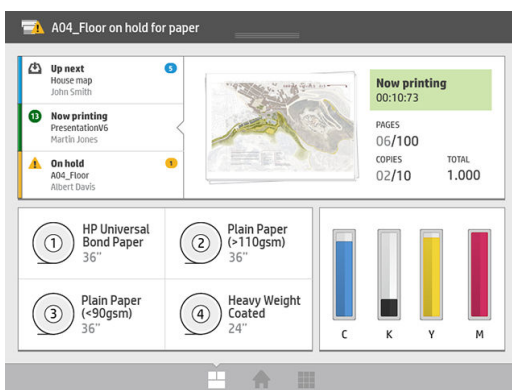 A04_Floor on hold for paper
Up next 5
House map
John Smith
13 Now printing
PresentationV6
Martin Jones
On hold 1
A04_Floor
Albert Davis
Now printing
00:10:73
PAGES
06/100
COPIES TOTAL
02/10 1.000
1 HP Universal
Bond Paper
36"
2 Plain Paper
(>110gsm)
36"
3 Plain Paper
(<90gsm)
36"
4 Heavy Weight
Coated
24"
C K Y M